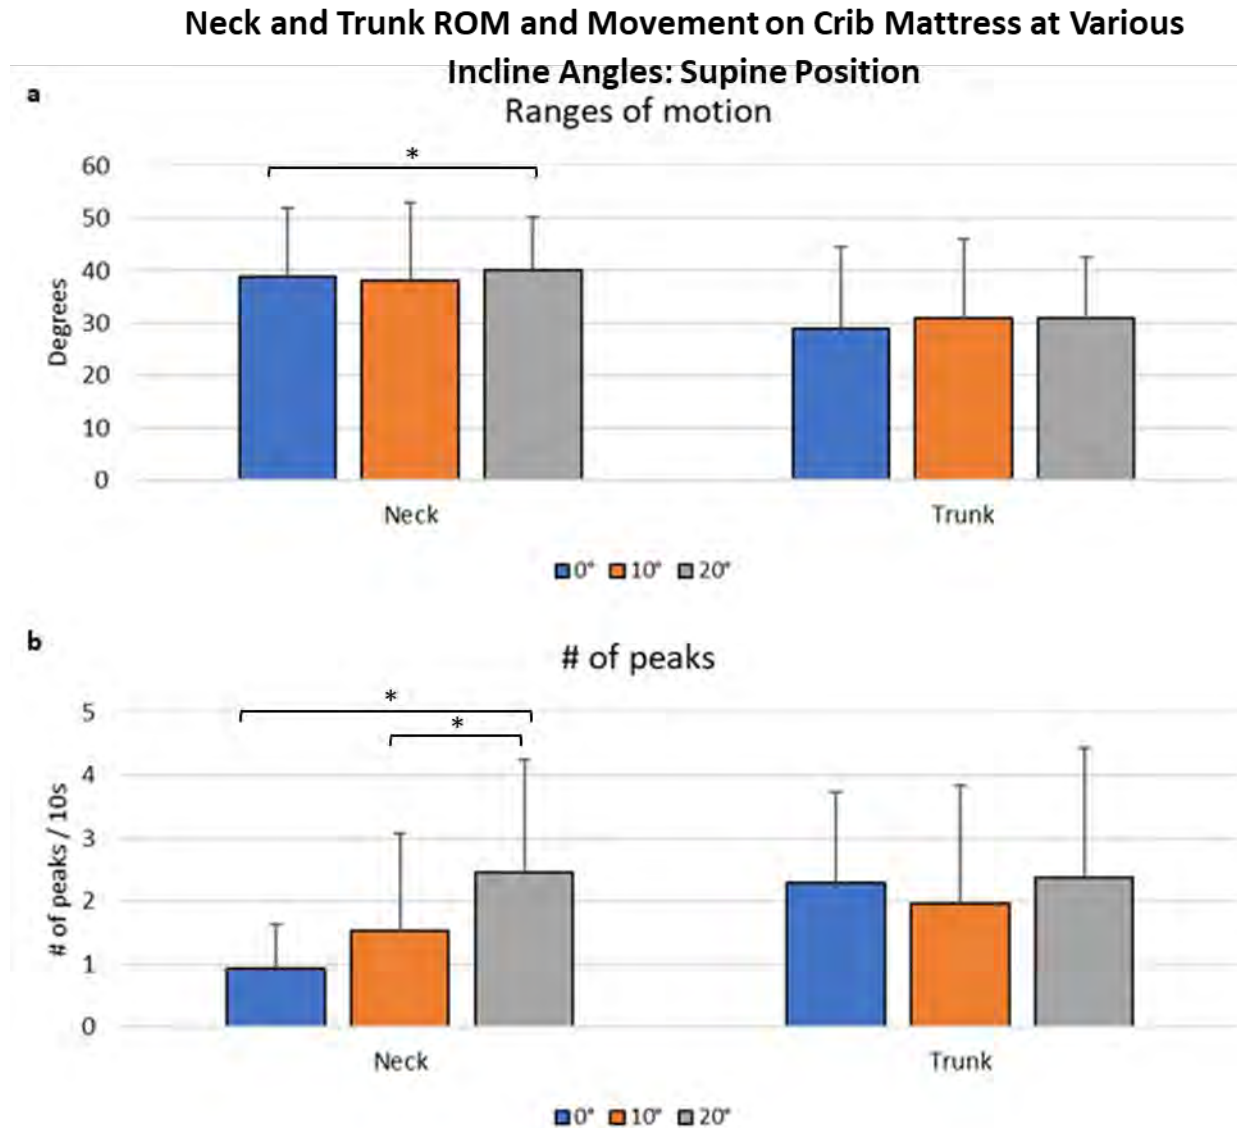 Neck and Trunk ROM and Movement on Crib Mattress at Various
Incline Angles: Supine Position
a
Ranges of motion
*
60
50
40
30
20
10
0
Degrees
Neck
Trunk
0° 10° 20°
b
# of peaks
*
*
5
4
3
2
1
0
# of peaks / 10s
Neck
Trunk
0° 10° 20°